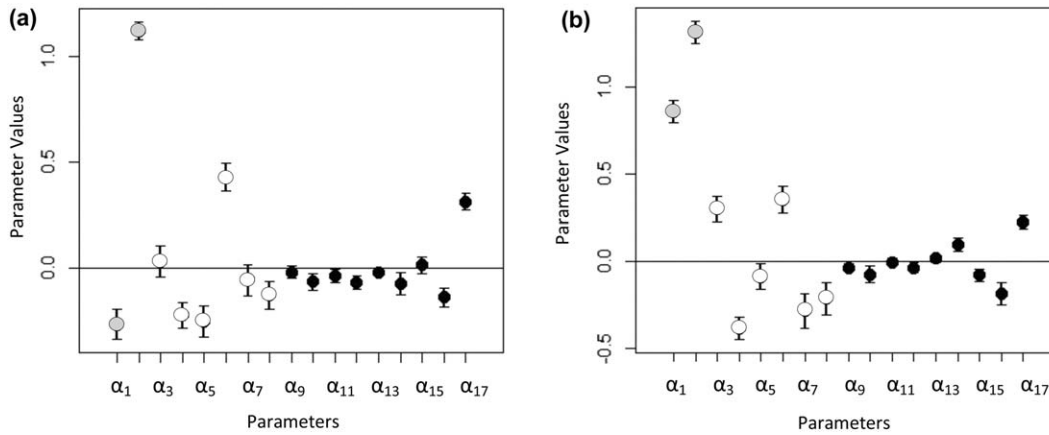 (a)
Parameter Values
1.0
0.5
0.0
α₁ α₃ α₅ α₇ α₉ α₁₁ α₁₃ α₁₅ α₁₇
Parameters
(b)
Parameter Values
1.0
0.5
0.0
-0.5
α₁ α₃ α₅ α₇ α₉ α₁₁ α₁₃ α₁₅ α₁₇
Parameters